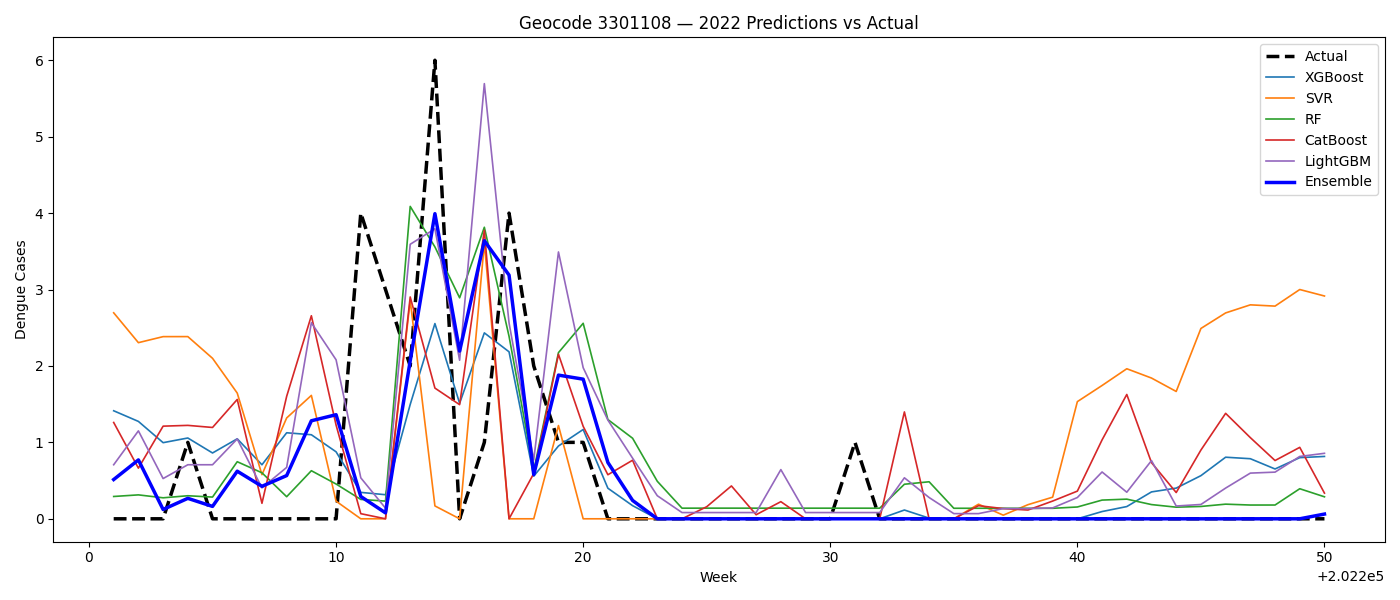 Geocode 3301108 — 2022 Predictions vs Actual
Dengue Cases
6
5
4
3
2
1
0
Actual
XGBoost
SVR
RF
CatBoost
LightGBM
Ensemble
0 10 20 30 40 50
Week
+2.022e5